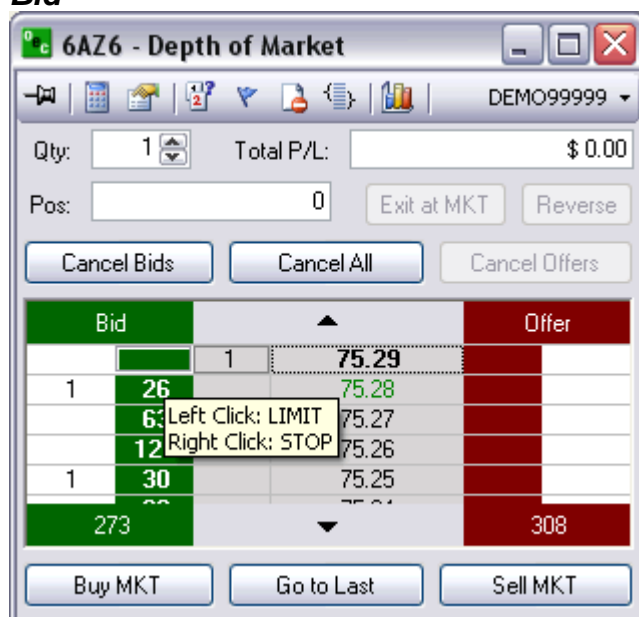 Bid
6AZ6 - Depth of Market
DEMO99999
Qty: 1 Total P/L: $ 0.00
Pos: 0 Exit at MKT Reverse
Cancel Bids Cancel All Cancel Offers
Bid Offer
1 75.29
1 26 75.28
75.27
75.26
Left Click: LIMIT
Right Click: STOP
1 30 75.25
273 308
Buy MKT Go to Last Sell MKT